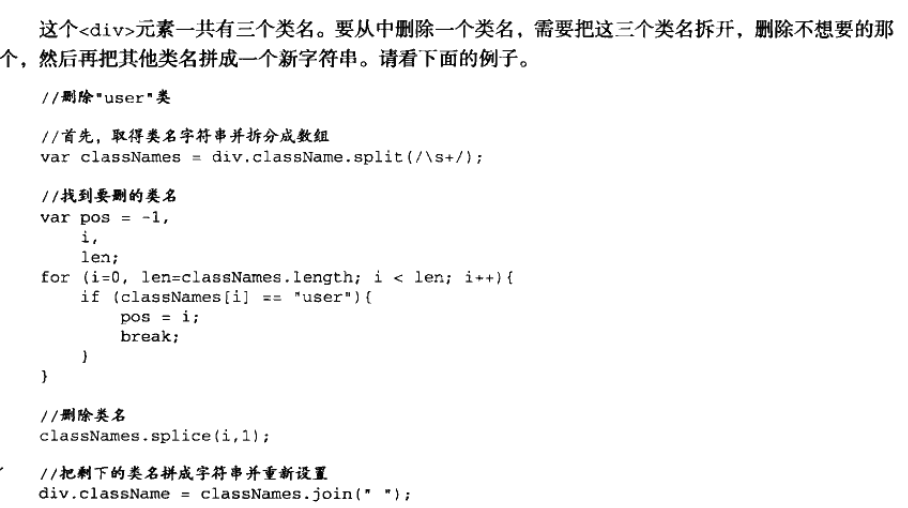 这个<div>元素一共有三个类名。要从中删除一个类名，需要把这三个类名拆开，删除不想要的那
个，然后再把其他类名拼成一个新字符串。请看下面的例子。
//删除"user"类
//首先，取得类名字符串并拆分成数组
var classNames = div.className.split(/\s+/);
//找到要删的类名
var pos = -1,
    i,
    len;
for (i=0, len=classNames.length; i < len; i++){
    if (classNames[i] == "user"){
        pos = i;
        break;
    }
}
//删除类名
classNames.splice(i,1);
//把剩下的类名拼成字符串并重新设置
div.className = classNames.join(" ");